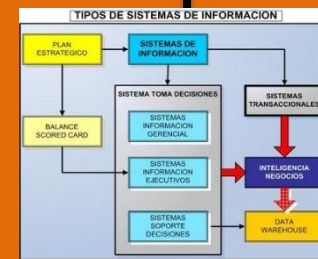 TIPOS DE SISTEMAS DE INFORMACION
PLAN
ESTRATEGICO
SISTEMAS DE
INFORMACION
SISTEMA TOMA DECISIONES
SISTEMAS
TRANSACCIONALES
SISTEMAS
INFORMACION
GERENCIAL
BALANCE
SCORED CARD
SISTEMAS
INFORMACION
EJECUTIVOS
INTELIGENCIA
NEGOCIOS
SISTEMAS
SOPORTE
DECISIONES
DATA
WAREHOUSE